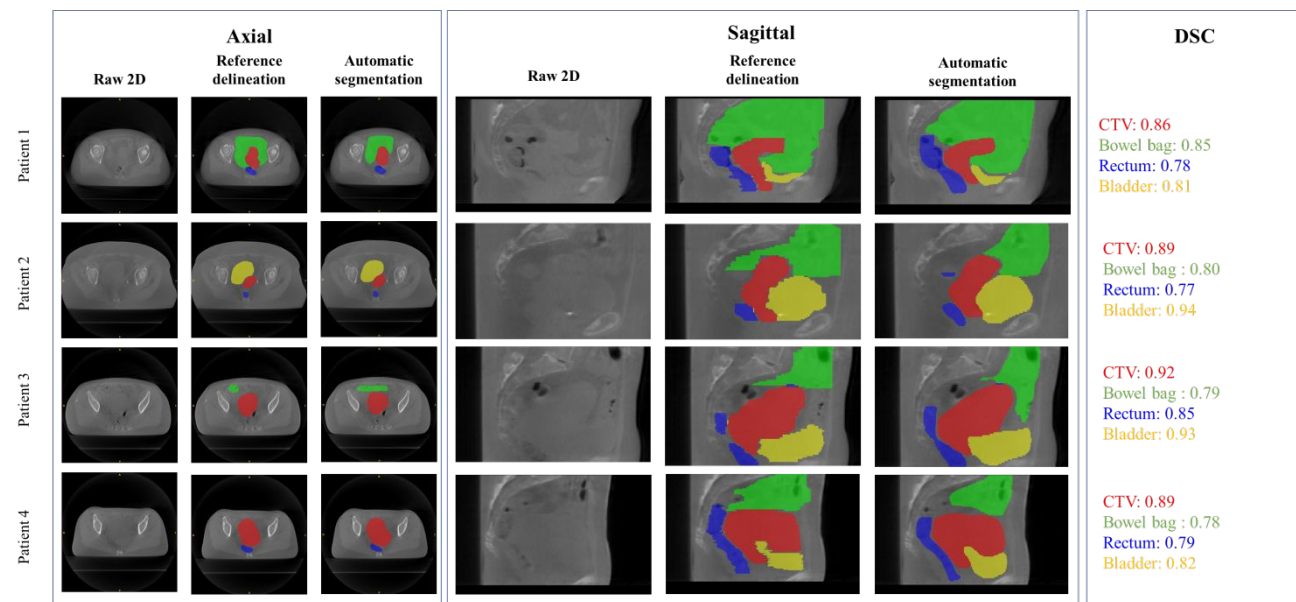 Axial
Sagittal
DSC
Raw 2D
Reference
delineation
Automatic
segmentation
Raw 2D
Reference
delineation
Automatic
segmentation
Patient 1
CTV: 0.86
Bowel bag: 0.85
Rectum: 0.78
Bladder: 0.81
Patient 2
CTV: 0.89
Bowel bag : 0.80
Rectum: 0.77
Bladder: 0.94
Patient 3
CTV: 0.92
Bowel bag: 0.79
Rectum: 0.85
Bladder: 0.93
Patient 4
CTV: 0.89
Bowel bag : 0.78
Rectum: 0.79
Bladder: 0.82